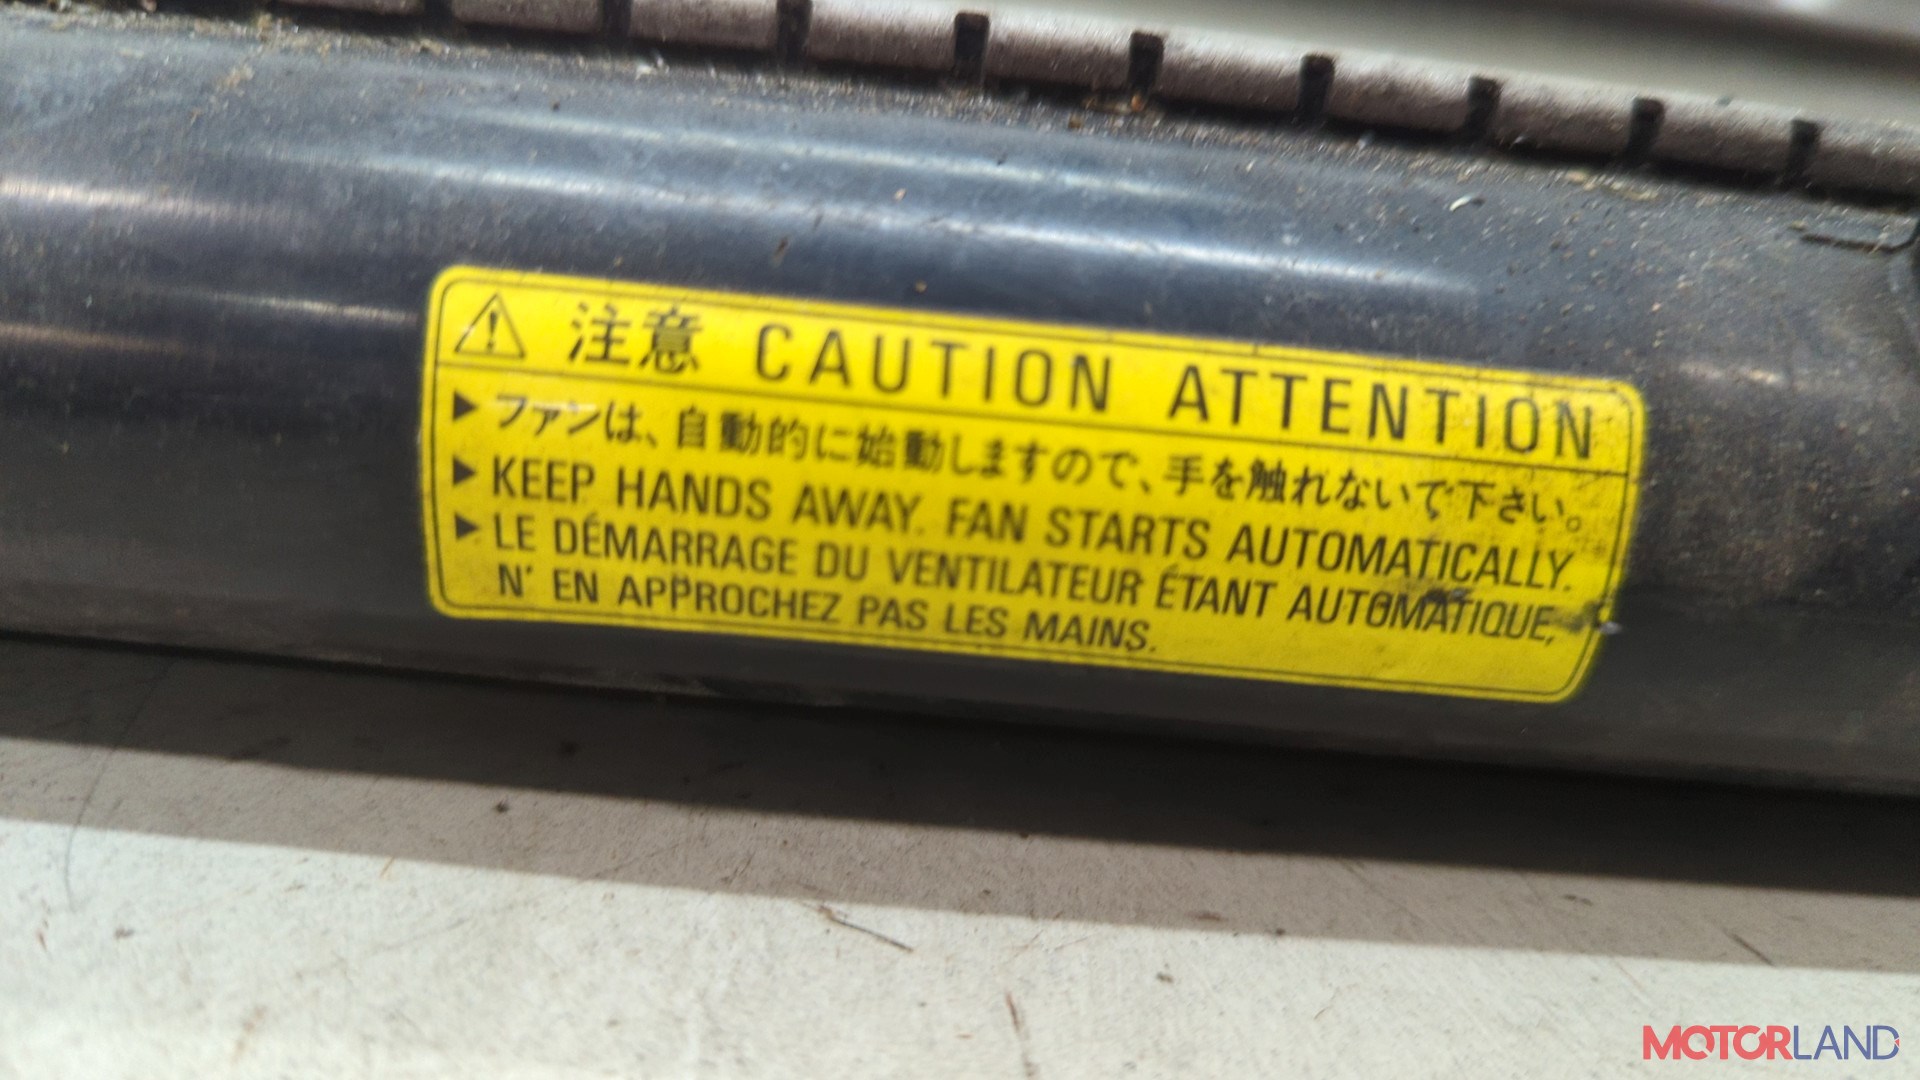 注意 CAUTION ATTENTION
▶ファンは、自動的に始動しますので、手を触れないで下さい。
▶KEEP HANDS AWAY. FAN STARTS AUTOMATICALLY.
▶LE DÉMARRAGE DU VENTILATEUR ÉTANT AUTOMATIQUE,
N' EN APPROCHEZ PAS LES MAINS.
MOTORLAND